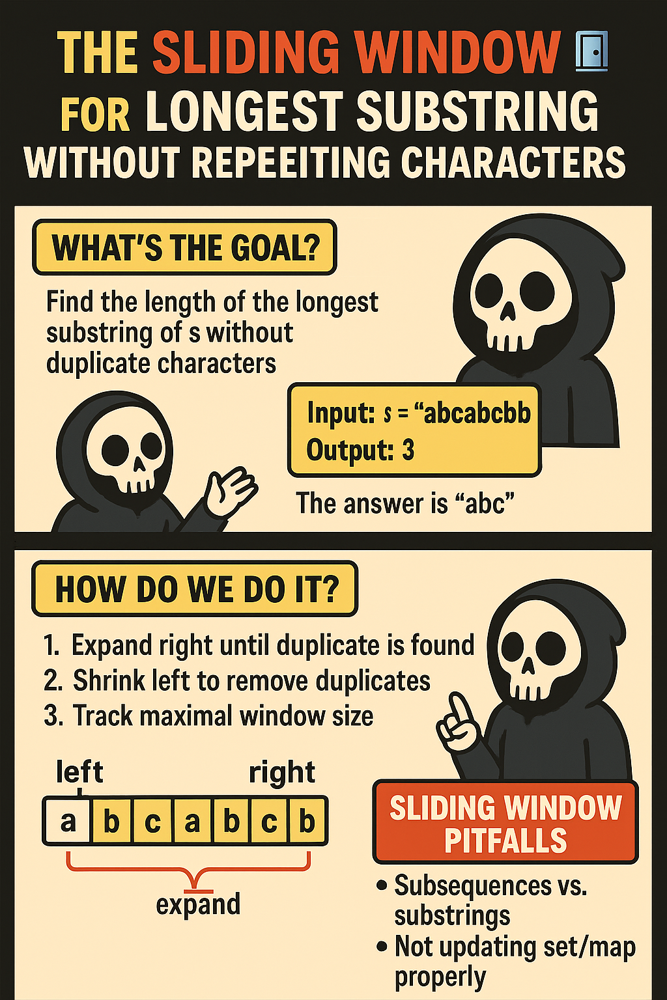 THE SLIDING WINDOW
FOR LONGEST SUBSTRING
WITHOUT REPEEITING CHARACTERS
WHAT'S THE GOAL?
Find the length of the longest
substring of s without
duplicate characters
Input: s = “abcabcbb
Output: 3
The answer is “abc”
HOW DO WE DO IT?
1. Expand right until duplicate is found
2. Shrink left to remove duplicates
3. Track maximal window size
left right
a b c a b c b
expand
SLIDING WINDOW
PITFALLS
• Subsequences vs.
substrings
• Not updating set/map
properly